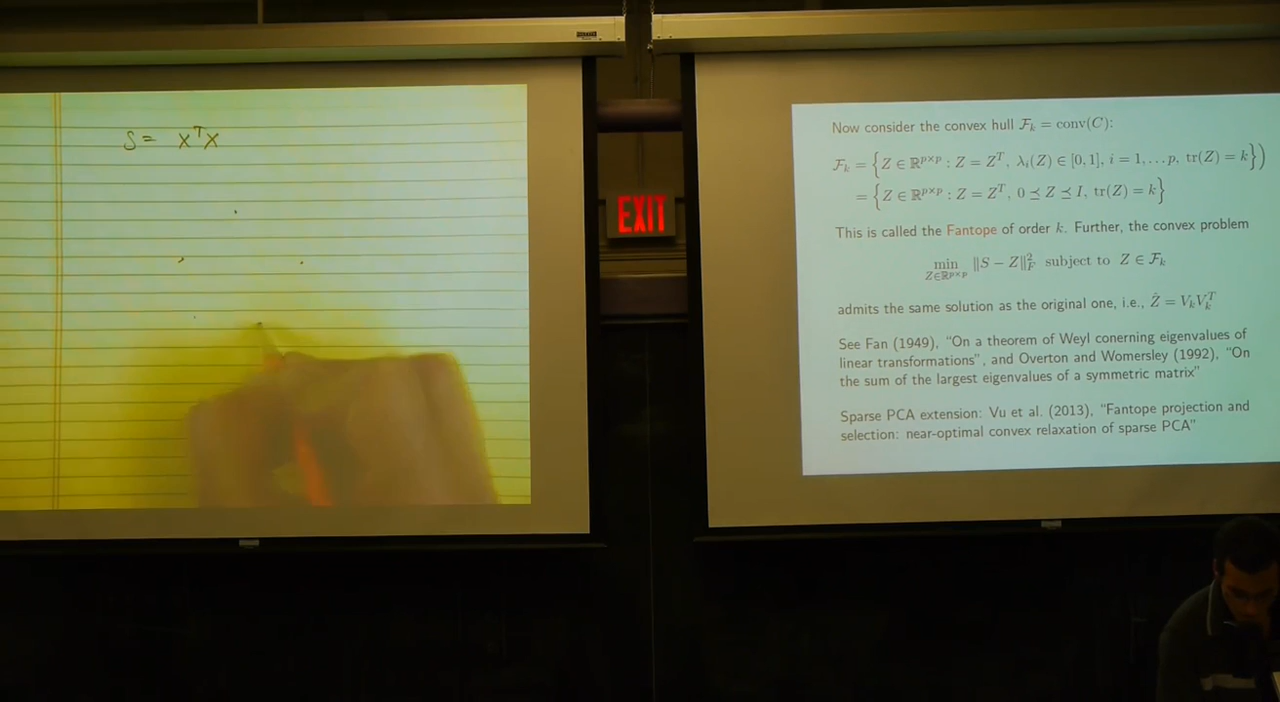 S = X^T X
EXIT
Now consider the convex hull F_k = conv(C):
F_k = {Z ∈ ℝ^{p×p} : Z = Z^T, λ_i(Z) ∈ [0, 1], i = 1, . . . p, tr(Z) = k})
= {Z ∈ ℝ^{p×p} : Z = Z^T, 0 ⪯ Z ⪯ I, tr(Z) = k}
This is called the Fantope of order k. Further, the convex problem
min_{Z∈ℝ^{p×p}} ‖S − Z‖_F^2 subject to Z ∈ F_k
admits the same solution as the original one, i.e., Ẑ = V_k V_k^T
See Fan (1949), “On a theorem of Weyl conerning eigenvalues of
linear transformations”, and Overton and Womersley (1992), “On
the sum of the largest eigenvalues of a symmetric matrix”
Sparse PCA extension: Vu et al. (2013), “Fantope projection and
selection: near-optimal convex relaxation of sparse PCA”